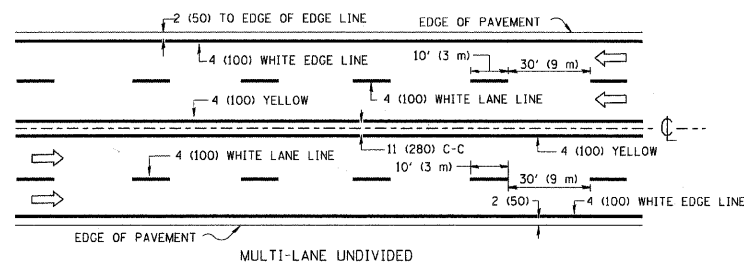 2 (50) TO EDGE OF EDGE LINE
EDGE OF PAVEMENT
4 (100) WHITE EDGE LINE
10' (3 m)
30' (9 m)
4 (100) YELLOW
4 (100) WHITE LANE LINE
℄
4 (100) WHITE LANE LINE
11 (280) C-C
4 (100) YELLOW
10' (3 m)
30' (9 m)
2 (50)
4 (100) WHITE EDGE LINE
EDGE OF PAVEMENT
MULTI-LANE UNDIVIDED